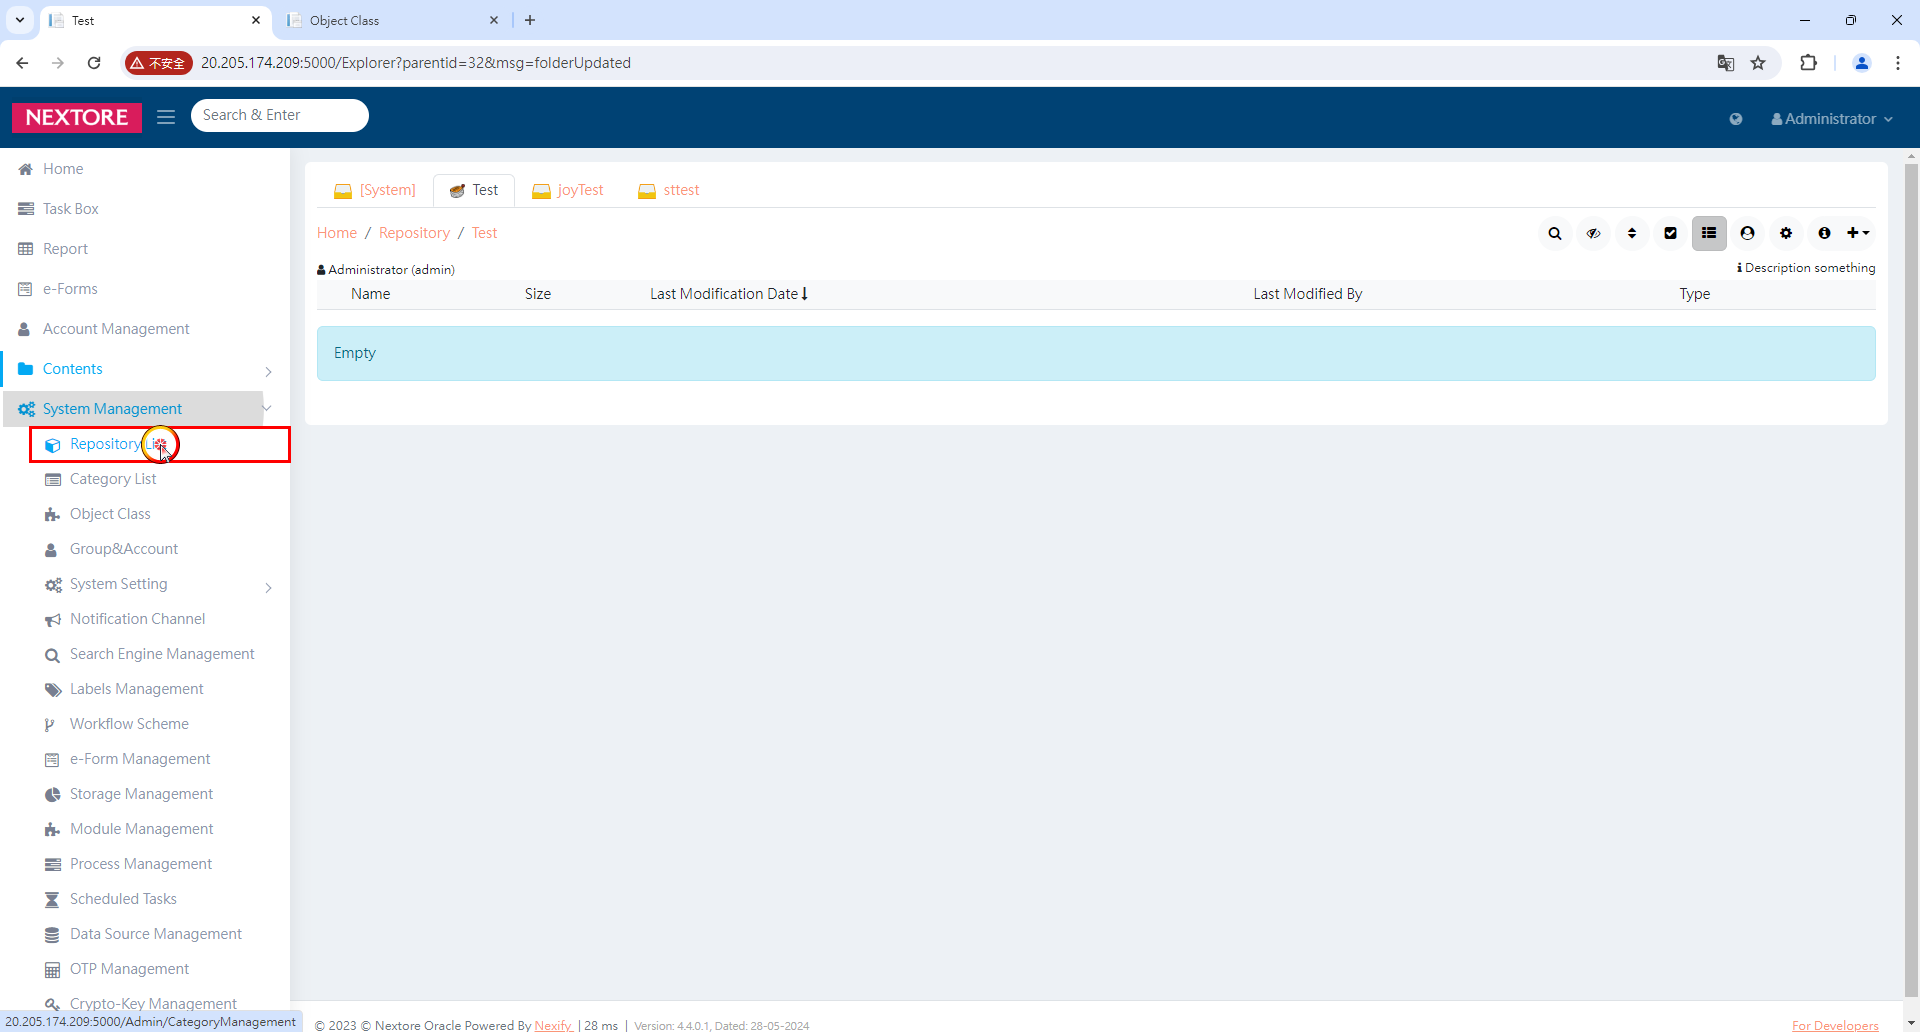 Test
Object Class
不安全
20.205.174.209:5000/Explorer?parentid=32&msg=folderUpdated
NEXTORE
Search & Enter
Administrator
Home
Task Box
Report
e-Forms
Account Management
Contents
System Management
Repository
Category List
Object Class
Group&Account
System Setting
Notification Channel
Search Engine Management
Labels Management
Workflow Scheme
e-Form Management
Storage Management
Module Management
Process Management
Scheduled Tasks
Data Source Management
OTP Management
Crypto-Key Management
20.205.174.209:5000/Admin/CategoryManagement
[System] Test joyTest sttest
Home / Repository / Test
Administrator (admin)
Description something
Name Size Last Modification Date Last Modified By Type
Empty
© 2023 © Nextore Oracle Powered By Nexify | 28 ms | Version: 4.4.0.1, Dated: 28-05-2024
For Developers